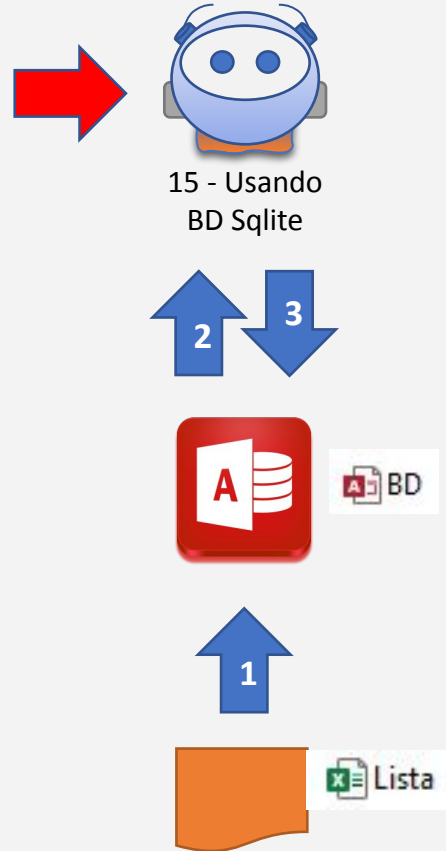 15 - Usando
BD Sqlite
2
3
A
A BD
1
X Lista